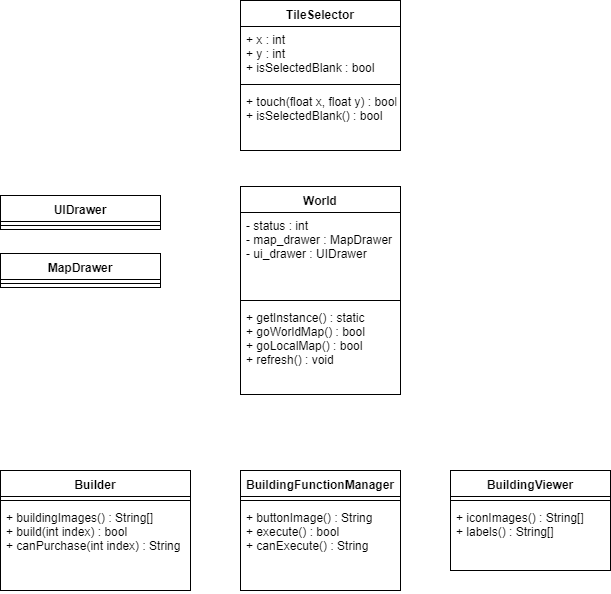 TileSelector
+ x : int
+ y : int
+ isSelectedBlank : bool
+ touch(float x, float y) : bool
+ isSelectedBlank() : bool
UIDrawer
MapDrawer
World
- status : int
- map_drawer : MapDrawer
- ui_drawer : UIDrawer
+ getInstance() : static
+ goWorldMap() : bool
+ goLocalMap() : bool
+ refresh() : void
Builder
+ buildingImages() : String[]
+ build(int index) : bool
+ canPurchase(int index) : String
BuildingFunctionManager
+ buttonImage() : String
+ execute() : bool
+ canExecute() : String
BuildingViewer
+ iconImages() : String[]
+ labels() : String[]